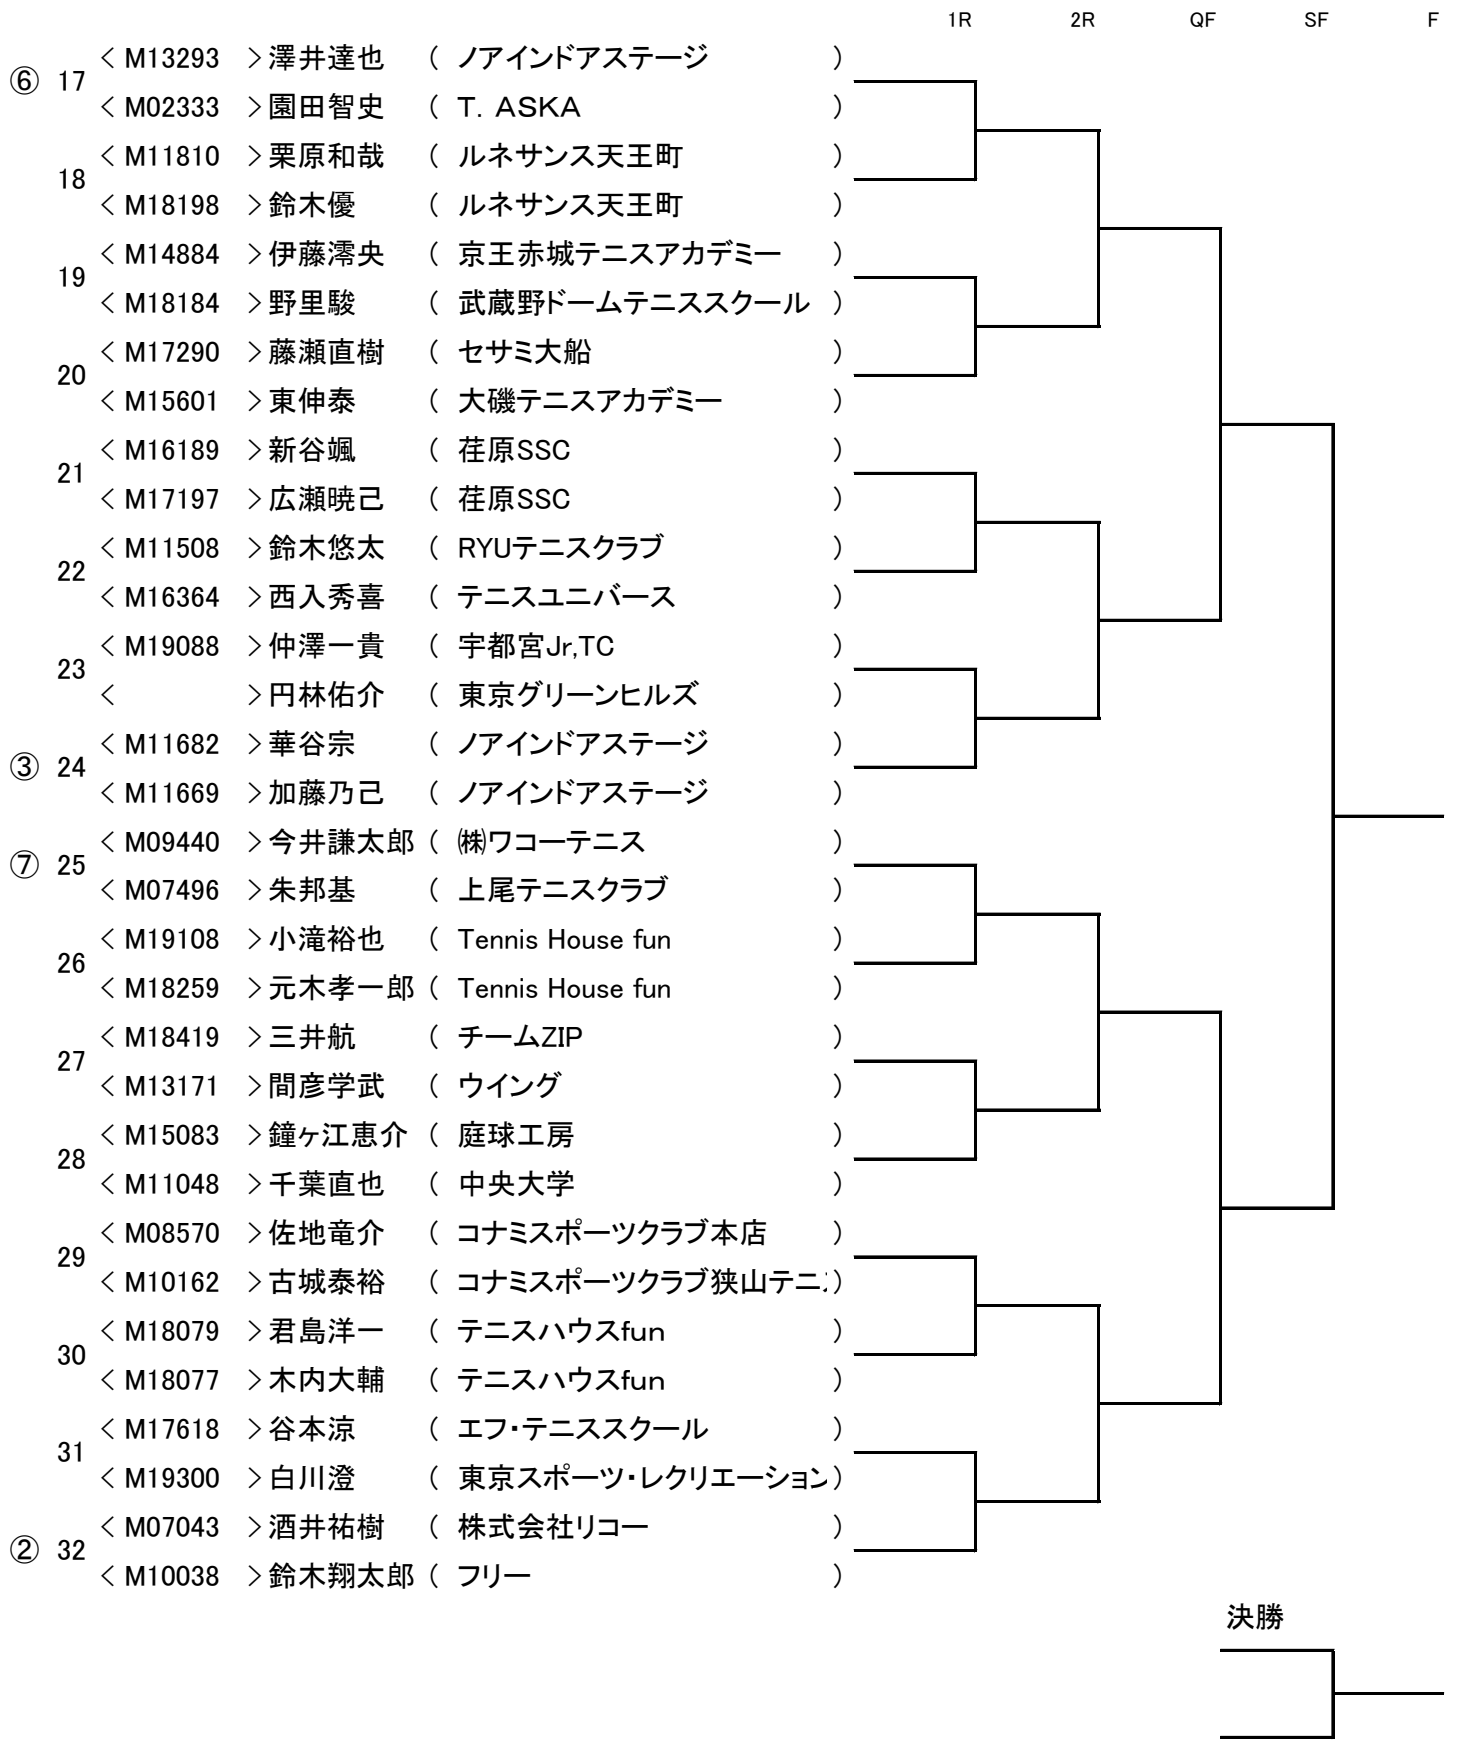 1R 2R QF SF F
< M13293 >澤井達也 ( ノアインドアステージ )
⑥ 17
< M02333 >園田智史 ( T. ASKA )
< M11810 >栗原和哉 ( ルネサンス天王町 )
18
< M18198 >鈴木優 ( ルネサンス天王町 )
< M14884 >伊藤澪央 ( 京王赤城テニスアカデミー )
19
< M18184 >野里駿 ( 武蔵野ドームテニススクール )
< M17290 >藤瀬直樹 ( セサミ大船 )
20
< M15601 >東伸泰 ( 大磯テニスアカデミー )
< M16189 >新谷颯 ( 荏原SSC )
21
< M17197 >広瀬暁己 ( 荏原SSC )
< M11508 >鈴木悠太 ( RYUテニスクラブ )
22
< M16364 >西入秀喜 ( テニスユニバース )
< M19088 >仲澤一貴 ( 宇都宮Jr,TC )
23
< >円林佑介 ( 東京グリーンヒルズ )
< M11682 >華谷宗 ( ノアインドアステージ )
③ 24
< M11669 >加藤乃己 ( ノアインドアステージ )
< M09440 >今井謙太郎 ( ㈱ワコーテニス )
⑦ 25
< M07496 >朱邦基 ( 上尾テニスクラブ )
< M19108 >小滝裕也 ( Tennis House fun )
26
< M18259 >元木孝一郎 ( Tennis House fun )
< M18419 >三井航 ( チームZIP )
27
< M13171 >間彦学武 ( ウイング )
< M15083 >鐘ヶ江恵介 ( 庭球工房 )
28
< M11048 >千葉直也 ( 中央大学 )
< M08570 >佐地竜介 ( コナミスポーツクラブ本店 )
29
< M10162 >古城泰裕 ( コナミスポーツクラブ狭山テニ )
< M18079 >君島洋一 ( テニスハウスfun )
30
< M18077 >木内大輔 ( テニスハウスfun )
< M17618 >谷本涼 ( エフ・テニススクール )
31
< M19300 >白川澄 ( 東京スポーツ・レクリエーション )
< M07043 >酒井祐樹 ( 株式会社リコー )
② 32
< M10038 >鈴木翔太郎 ( フリー )
決勝